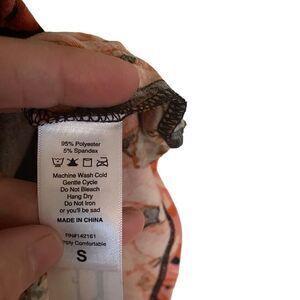 95% Polyester
5% Spandex
Machine Wash Cold
Gentle Cycle
Do Not Bleach
Hang Dry
Do Not Iron
or you'll be sad
MADE IN CHINA
RN#142161
Comfortable
S